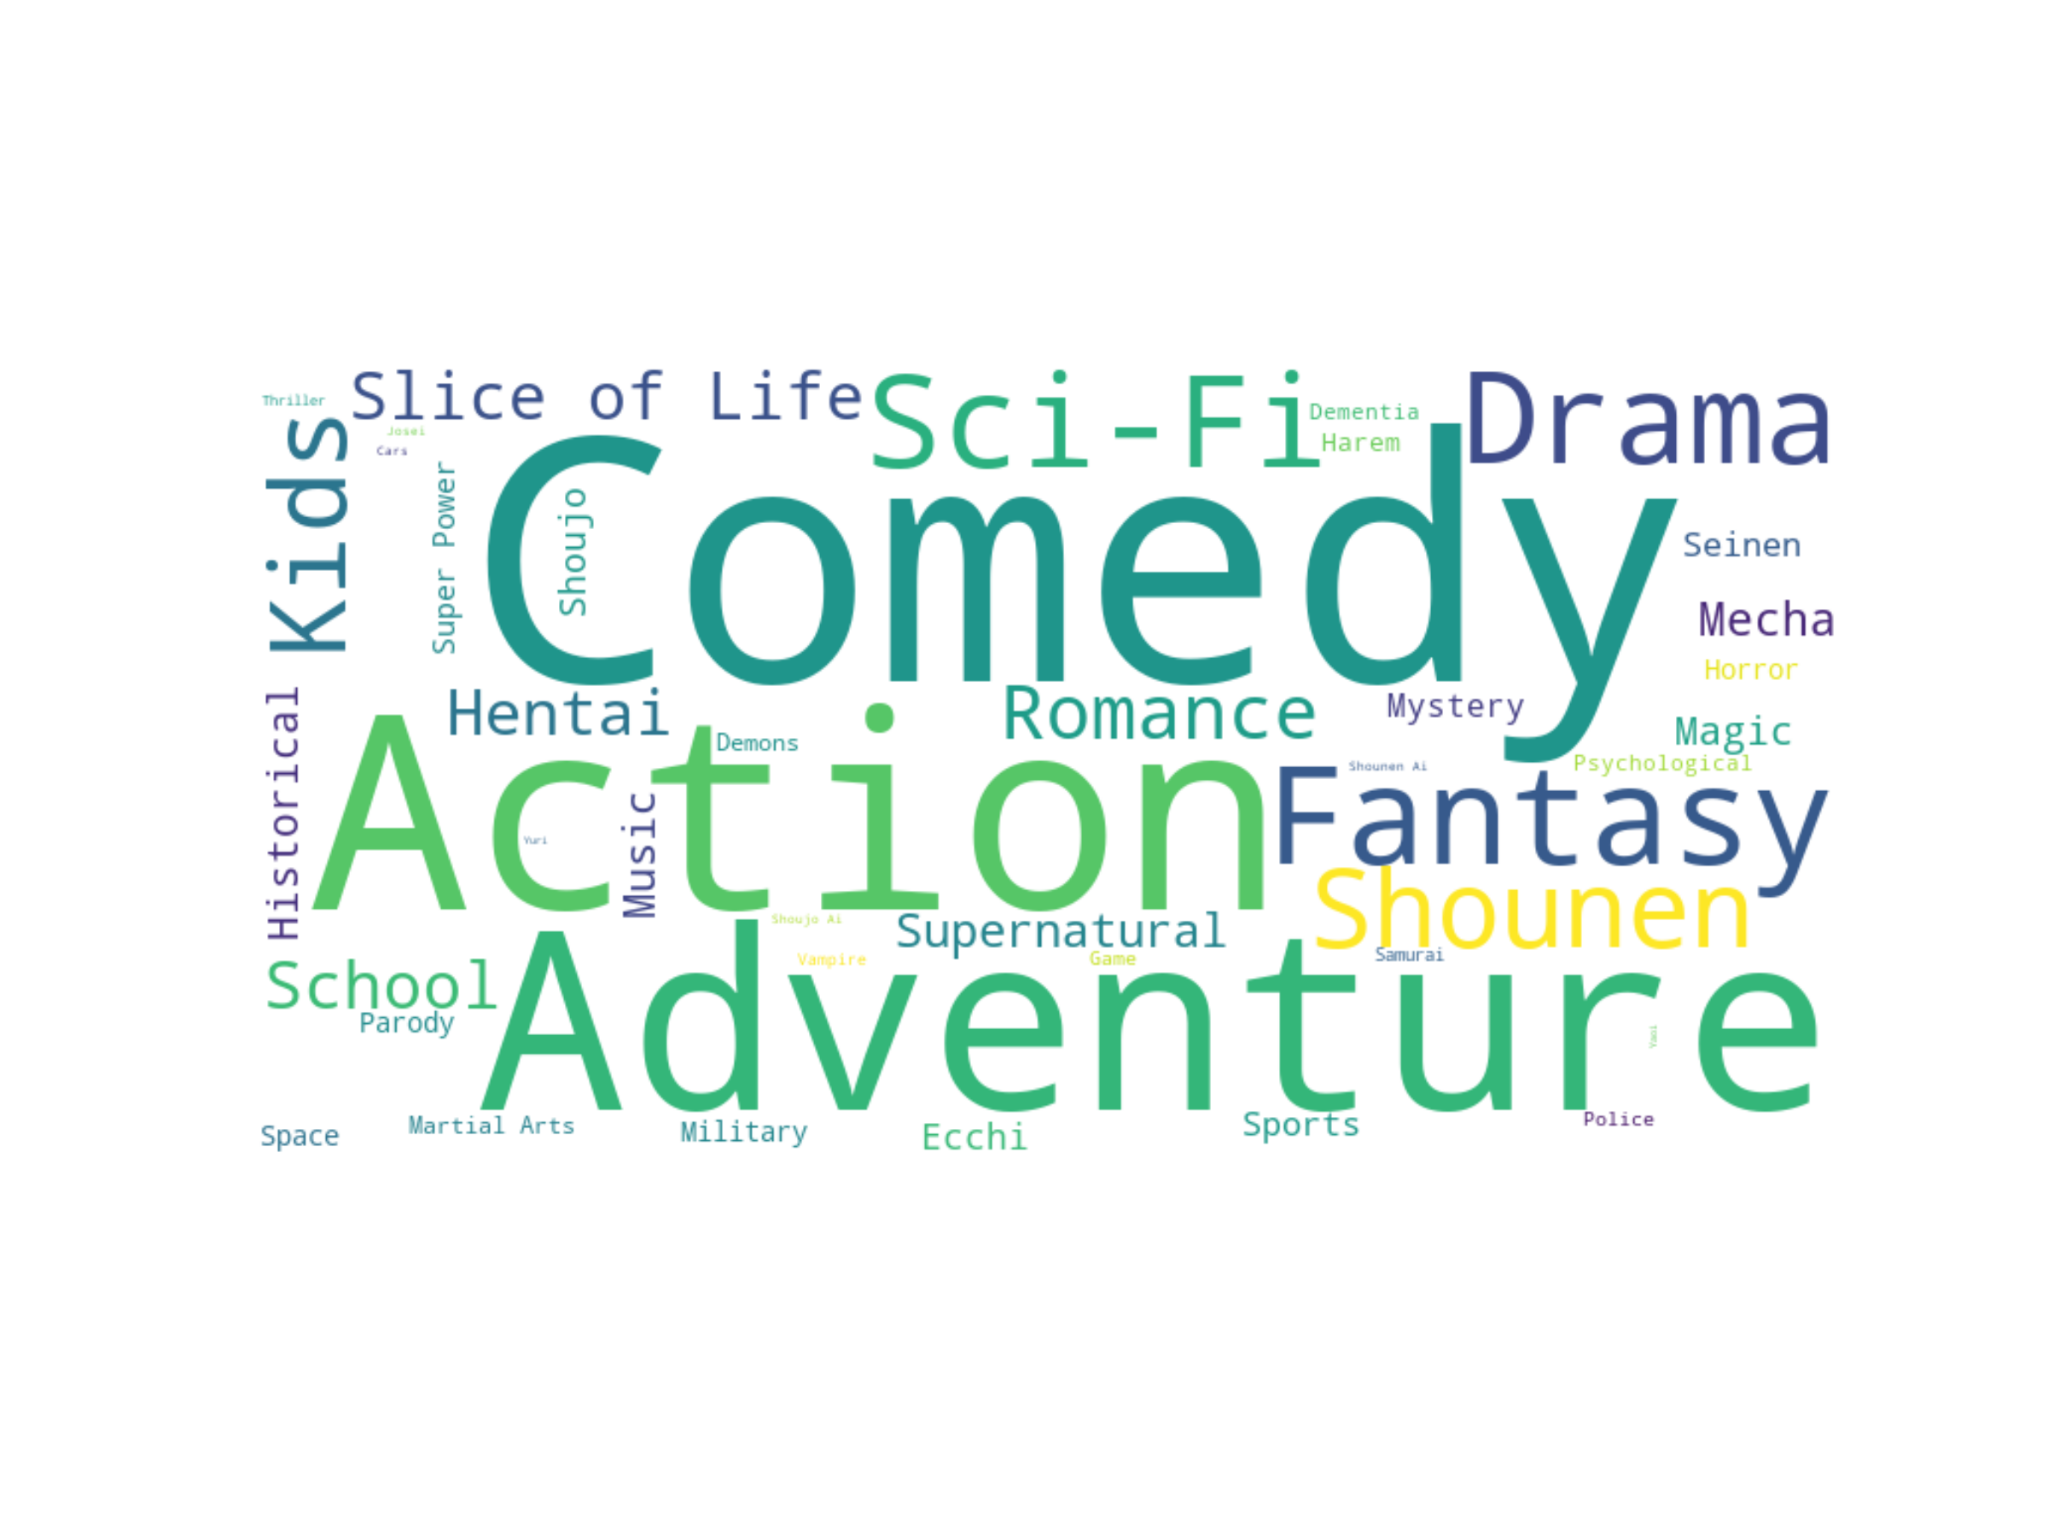 Thriller
Slice of Life
Sci-Fi
Drama
Dementia
Harem
Josei
Cars
Kids
Super Power
Shoujo
Comedy
Seinen
Mecha
Horror
Historical
Hentai
Romance
Mystery
Magic
Demons
Psychological
Shounen Ai
Action
Yuri
Music
Fantasy
Shounen
Shoujo Ai
Supernatural
Vampire
Game
Samurai
School
Parody
Adventure
Yaoi
Space
Martial Arts
Military
Ecchi
Sports
Police